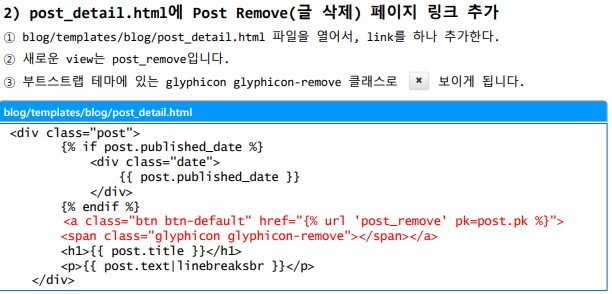 2) post_detail.html에 Post Remove(글 삭제) 페이지 링크 추가
① blog/templates/blog/post_detail.html 파일을 열어서, link를 하나 추가한다.
② 새로운 view는 post_remove입니다.
③ 부트스트랩 테마에 있는 glyphicon glyphicon-remove 클래스로 ✖ 보이게 됩니다.
blog/templates/blog/post_detail.html
<div class="post">
{% if post.published_date %}
<div class="date">
{{ post.published_date }}
</div>
{% endif %}
<a class="btn btn-default" href="{% url 'post_remove' pk=post.pk %}">
<span class="glyphicon glyphicon-remove"></span></a>
<h1>{{ post.title }}</h1>
<p>{{ post.text|linebreaksbr }}</p>
</div>